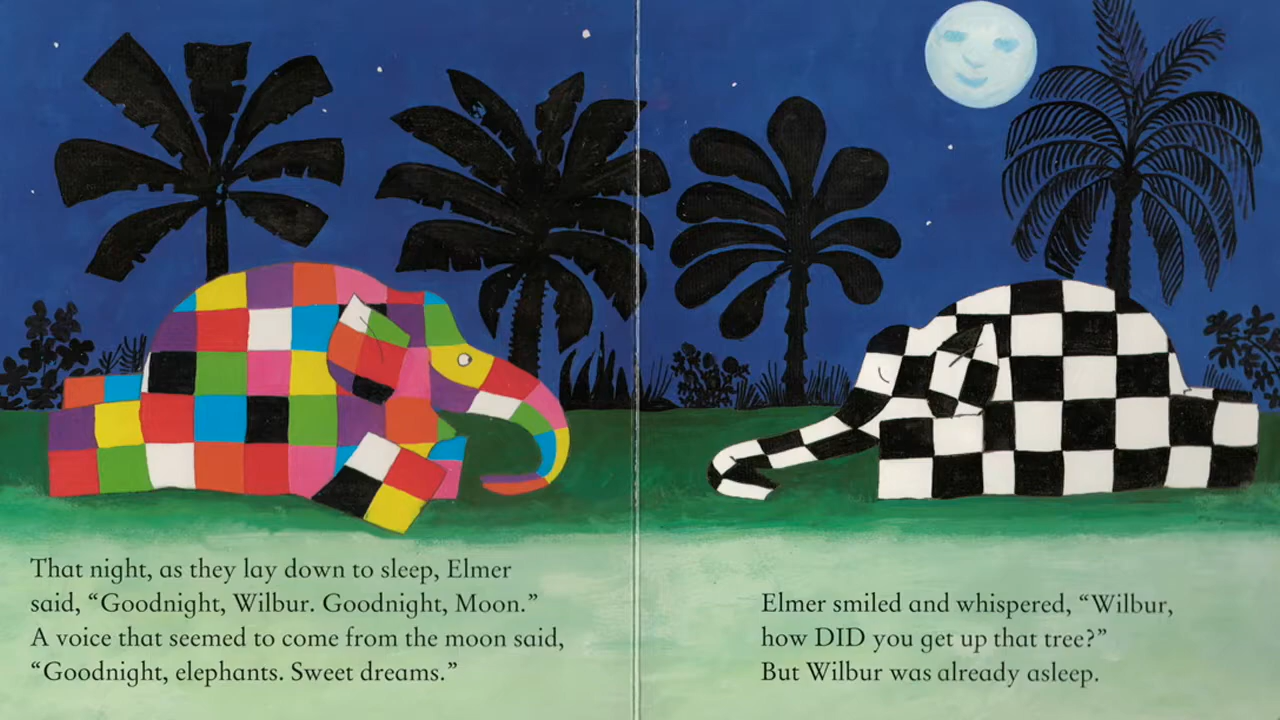 That night, as they lay down to sleep, Elmer
said, “Goodnight, Wilbur. Goodnight, Moon.”
A voice that seemed to come from the moon said,
“Goodnight, elephants. Sweet dreams.”
Elmer smiled and whispered, “Wilbur,
how DID you get up that tree?”
But Wilbur was already asleep.